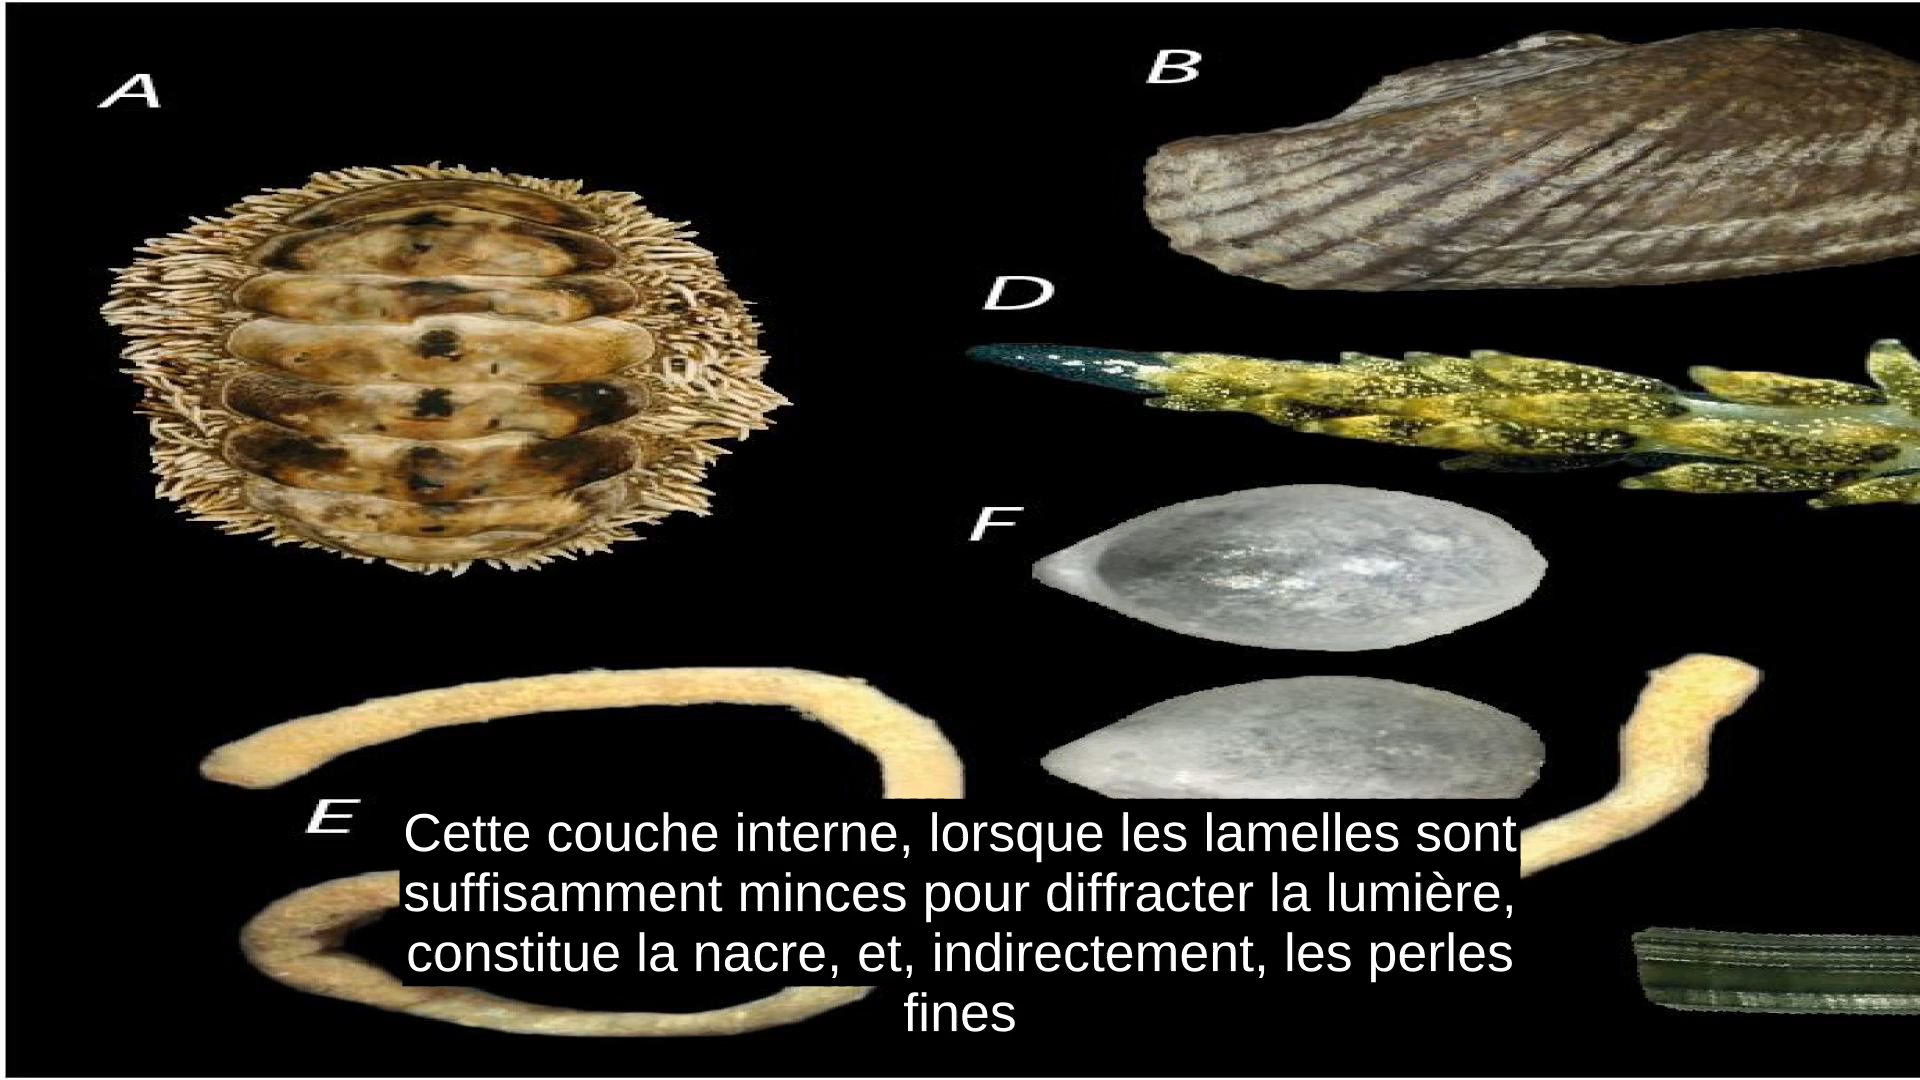 A
B
D
F
E
Cette couche interne, lorsque les lamelles sont
suffisamment minces pour diffracter la lumière,
constitue la nacre, et, indirectement, les perles
fines